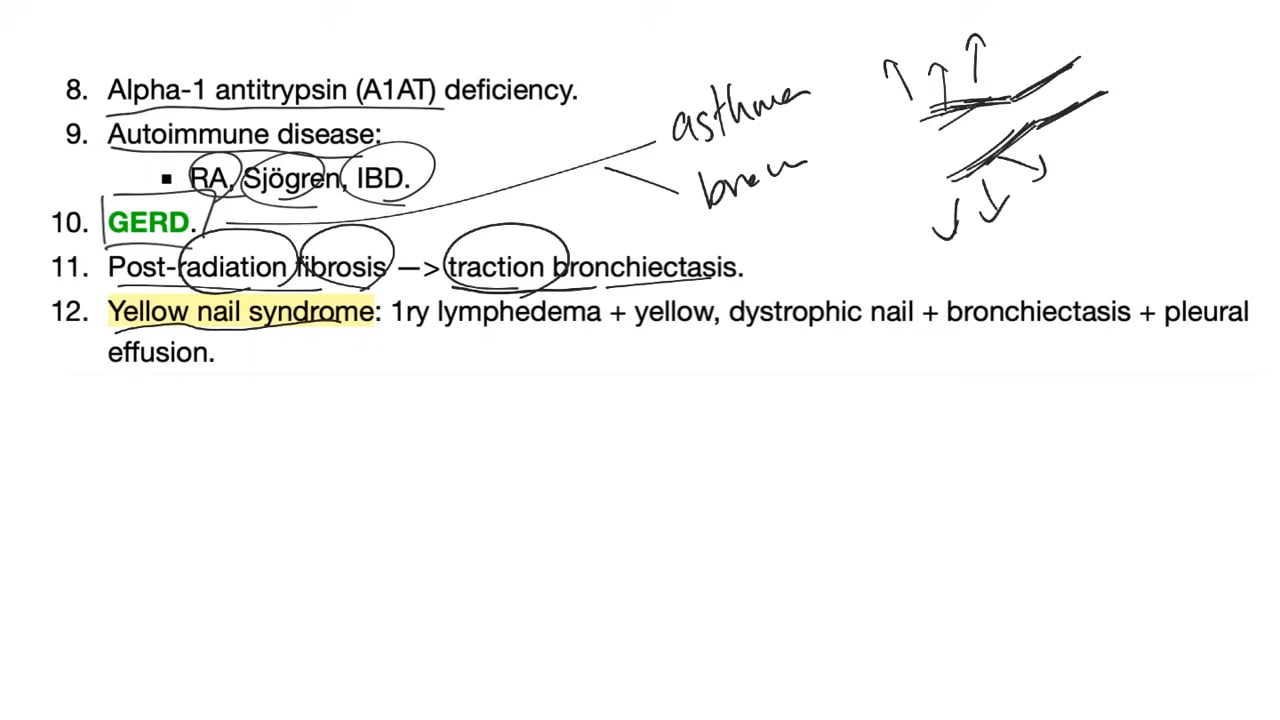 8. Alpha-1 antitrypsin (A1AT) deficiency.
9. Autoimmune disease:
▪ RA, Sjögren, IBD.
10. GERD.
11. Post-radiation fibrosis —> traction bronchiectasis.
12. Yellow nail syndrome: 1ry lymphedema + yellow, dystrophic nail + bronchiectasis + pleural
effusion.
asthma